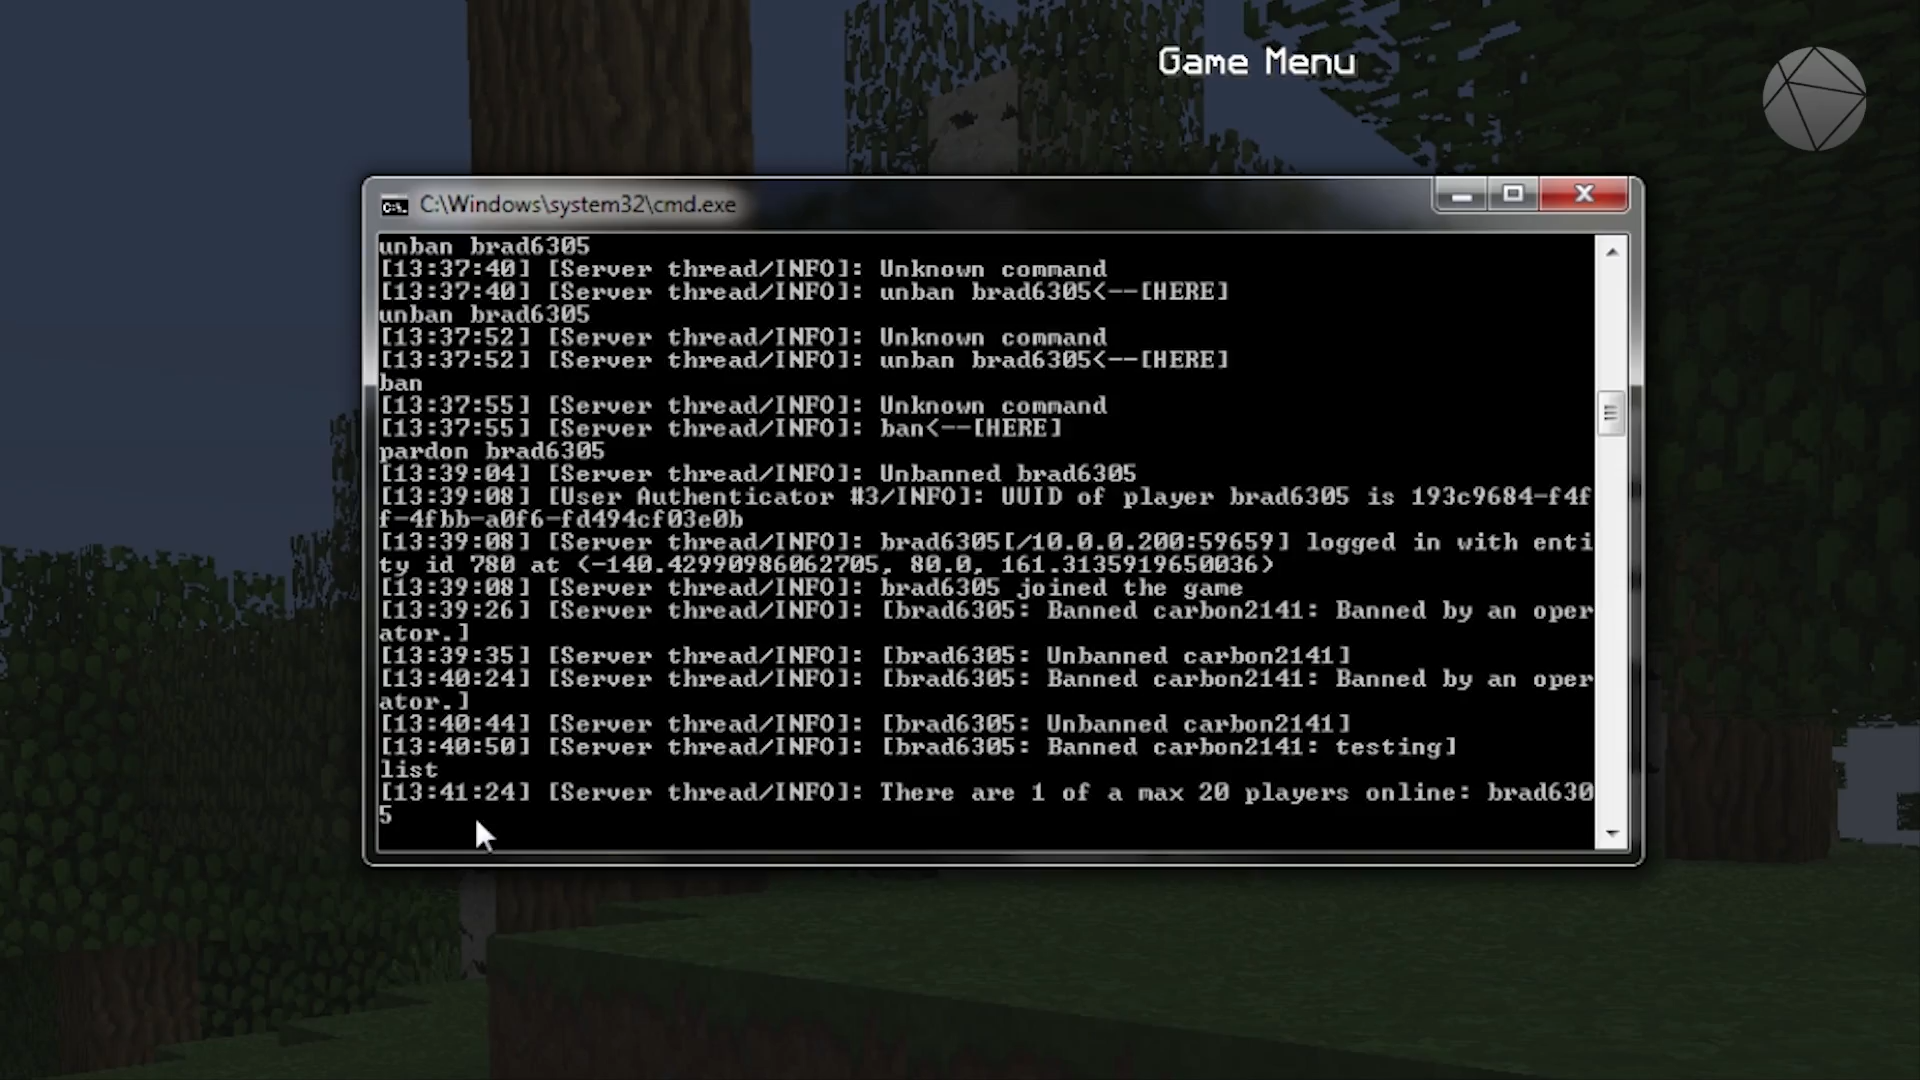 Game Menu
C:\Windows\system32\cmd.exe
unban brad6305
[13:37:40] [Server thread/INFO]: Unknown command
[13:37:40] [Server thread/INFO]: unban brad6305<--[HERE]
unban brad6305
[13:37:52] [Server thread/INFO]: Unknown command
[13:37:52] [Server thread/INFO]: unban brad6305<--[HERE]
ban
[13:37:55] [Server thread/INFO]: Unknown command
[13:37:55] [Server thread/INFO]: ban<--[HERE]
pardon brad6305
[13:39:04] [Server thread/INFO]: Unbanned brad6305
[13:39:08] [User Authenticator #3/INFO]: UUID of player brad6305 is 193c9684-f4f
f-4fbb-a0f6-fd494cf03e0b
[13:39:08] [Server thread/INFO]: brad6305[/10.0.0.200:59659] logged in with enti
ty id 780 at (-140.42990986062705, 80.0, 161.3135919650036)
[13:39:08] [Server thread/INFO]: brad6305 joined the game
[13:39:26] [Server thread/INFO]: [brad6305: Banned carbon2141: Banned by an oper
ator.]
[13:39:35] [Server thread/INFO]: [brad6305: Unbanned carbon2141]
[13:40:24] [Server thread/INFO]: [brad6305: Banned carbon2141: Banned by an oper
ator.]
[13:40:44] [Server thread/INFO]: [brad6305: Unbanned carbon2141]
[13:40:50] [Server thread/INFO]: [brad6305: Banned carbon2141: testing]
list
[13:41:24] [Server thread/INFO]: There are 1 of a max 20 players online: brad630
5